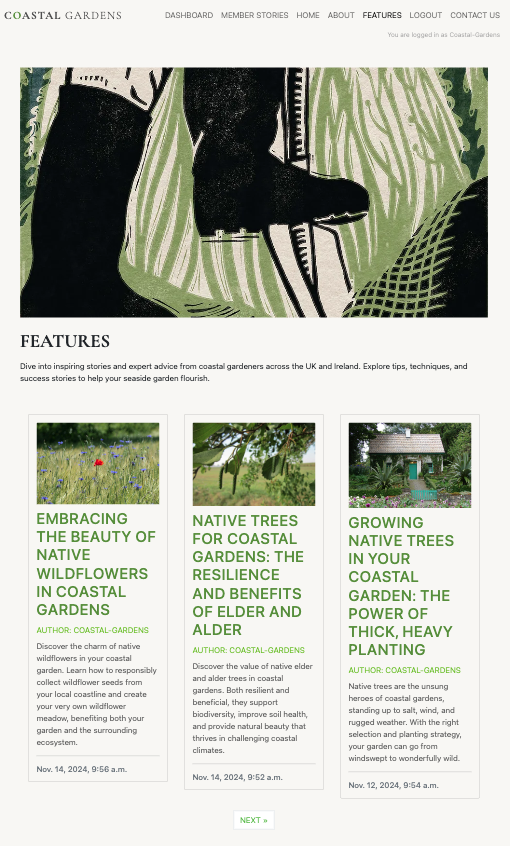 COASTAL GARDENS
DASHBOARD MEMBER STORIES HOME ABOUT FEATURES LOGOUT CONTACT US
You are logged in as Coastal-Gardens
FEATURES
Dive into inspiring stories and expert advice from coastal gardeners across the UK and Ireland. Explore tips, techniques, and
success stories to help your seaside garden flourish.
EMBRACING
THE BEAUTY OF
NATIVE
WILDFLOWERS
IN COASTAL
GARDENS
AUTHOR: COASTAL-GARDENS
Discover the charm of native
wildflowers in your coastal
garden. Learn how to responsibly
collect wildflower seeds from
your local coastline and create
your very own wildflower
meadow, benefiting both your
garden and the surrounding
ecosystem.
Nov. 14, 2024, 9:56 a.m.
NATIVE TREES
FOR COASTAL
GARDENS: THE
RESILIENCE
AND BENEFITS
OF ELDER AND
ALDER
AUTHOR: COASTAL-GARDENS
Discover the value of native elder
and alder trees in coastal
gardens. Both resilient and
beneficial, they support
biodiversity, improve soil health,
and provide natural beauty that
thrives in challenging coastal
climates.
Nov. 14, 2024, 9:52 a.m.
GROWING
NATIVE TREES
IN YOUR
COASTAL
GARDEN: THE
POWER OF
THICK, HEAVY
PLANTING
AUTHOR: COASTAL-GARDENS
Native trees are the unsung
heroes of coastal gardens,
standing up to salt, wind, and
rugged weather. With the right
selection and planting strategy,
your garden can go from
windswept to wonderfully wild.
Nov. 12, 2024, 9:54 a.m.
NEXT »